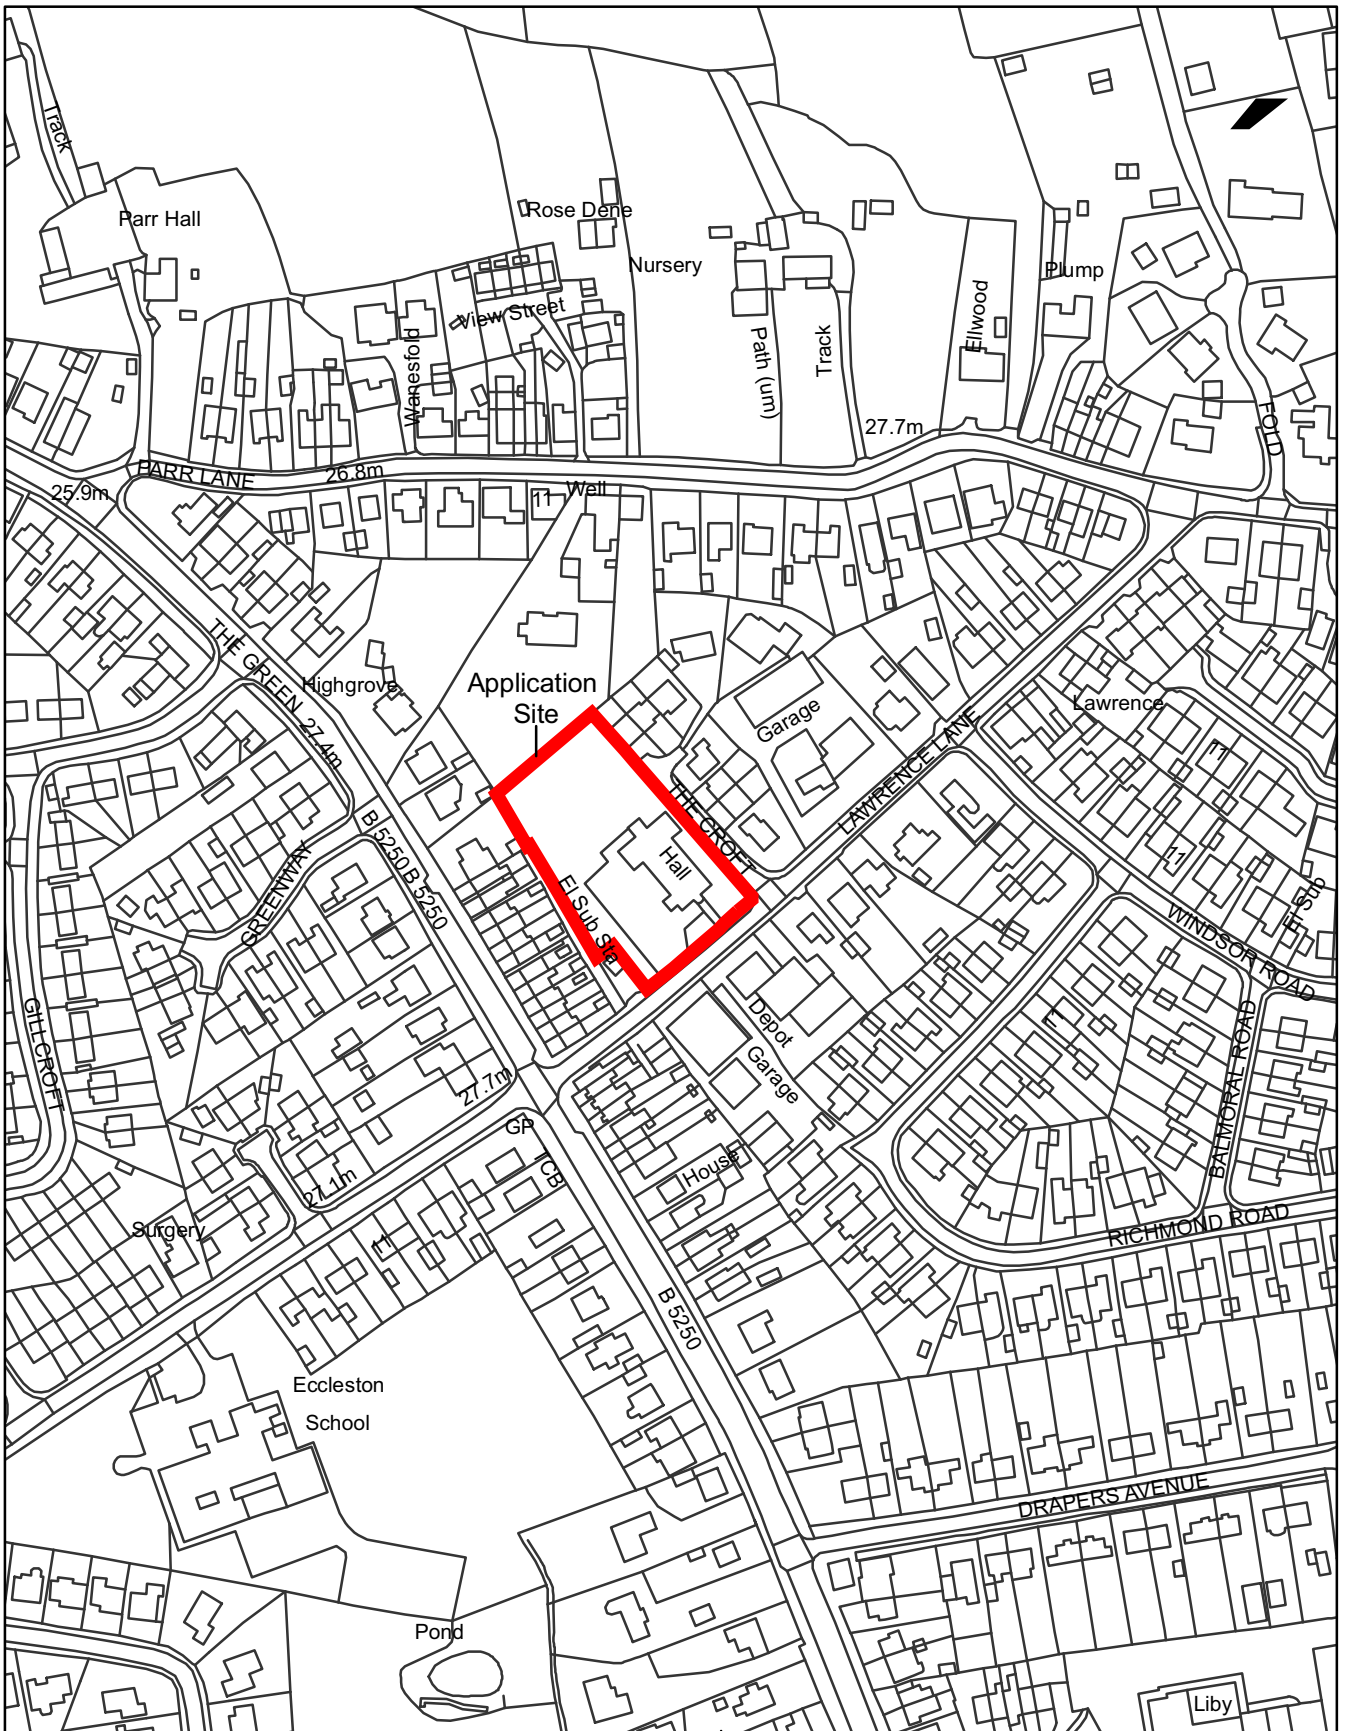 Track
Parr Hall
Rose Dene
Nursery
Plump
View Street
Wanesfold
Path (um)
Track
Ellwood
FOLD
27.7m
PARR LANE
26.8m
25.9m
11
Well
THE GREEN
27.4m
Highgrove
Application
Site
Garage
Lawrence
11
LAWRENCE LANE
THE CROFT
Hall
El Sub Sta
B 5250
B 5250
GREENWAY
11
El Sub
WINDSOR ROAD
GILLCROFT
Depot
Garage
11
BALMORAL ROAD
27.7m
GP
TCB
House
27.1m
Surgery
11
RICHMOND ROAD
B 5250
Eccleston
School
DRAPERS AVENUE
Pond
Liby